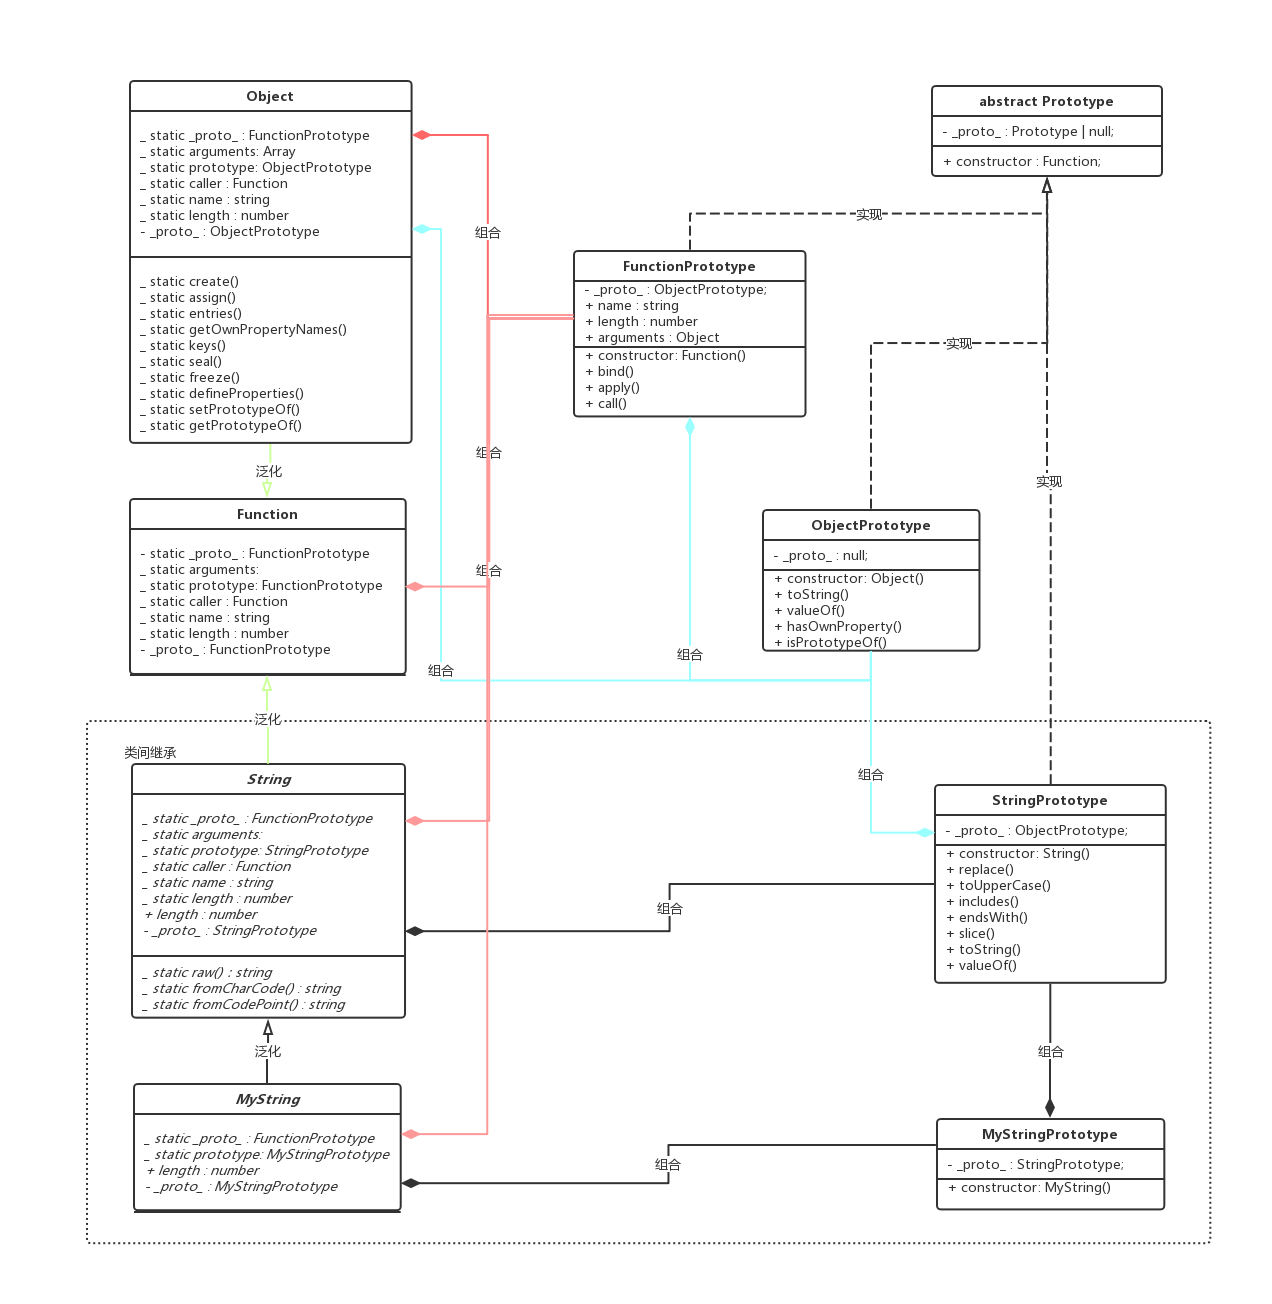 Object
_ static _proto_ : FunctionPrototype
_ static arguments: Array
_ static prototype: ObjectPrototype
_ static caller : Function
_ static name : string
_ static length : number
- _proto_ : ObjectPrototype
_ static create()
_ static assign()
_ static entries()
_ static getOwnPropertyNames()
_ static keys()
_ static seal()
_ static freeze()
_ static defineProperties()
_ static setPrototypeOf()
_ static getPrototypeOf()
abstract Prototype
- _proto_ : Prototype | null;
+ constructor : Function;
实现
组合
FunctionPrototype
- _proto_ : ObjectPrototype;
+ name : string
+ length : number
+ arguments : Object
+ constructor: Function()
+ bind()
+ apply()
+ call()
实现
组合
泛化
实现
Function
- static _proto_ : FunctionPrototype
_ static arguments:
_ static prototype: FunctionPrototype
_ static caller : Function
_ static name : string
_ static length : number
- _proto_ : FunctionPrototype
组合
ObjectPrototype
- _proto_ : null;
+ constructor: Object()
+ toString()
+ valueOf()
+ hasOwnProperty()
+ isPrototypeOf()
组合
组合
泛化
类间继承
组合
String
_ static _proto_ : FunctionPrototype
_ static arguments:
_ static prototype: StringPrototype
_ static caller : Function
_ static name : string
_ static length : number
+ length : number
- _proto_ : StringPrototype
_ static raw() : string
_ static fromCharCode() : string
_ static fromCodePoint() : string
组合
StringPrototype
- _proto_ : ObjectPrototype;
+ constructor: String()
+ replace()
+ toUpperCase()
+ includes()
+ endsWith()
+ slice()
+ toString()
+ valueOf()
泛化
组合
MyString
_ static _proto_ : FunctionPrototype
_ static prototype: MyStringPrototype
+ length : number
- _proto_ : MyStringPrototype
组合
MyStringPrototype
- _proto_ : StringPrototype;
+ constructor: MyString()